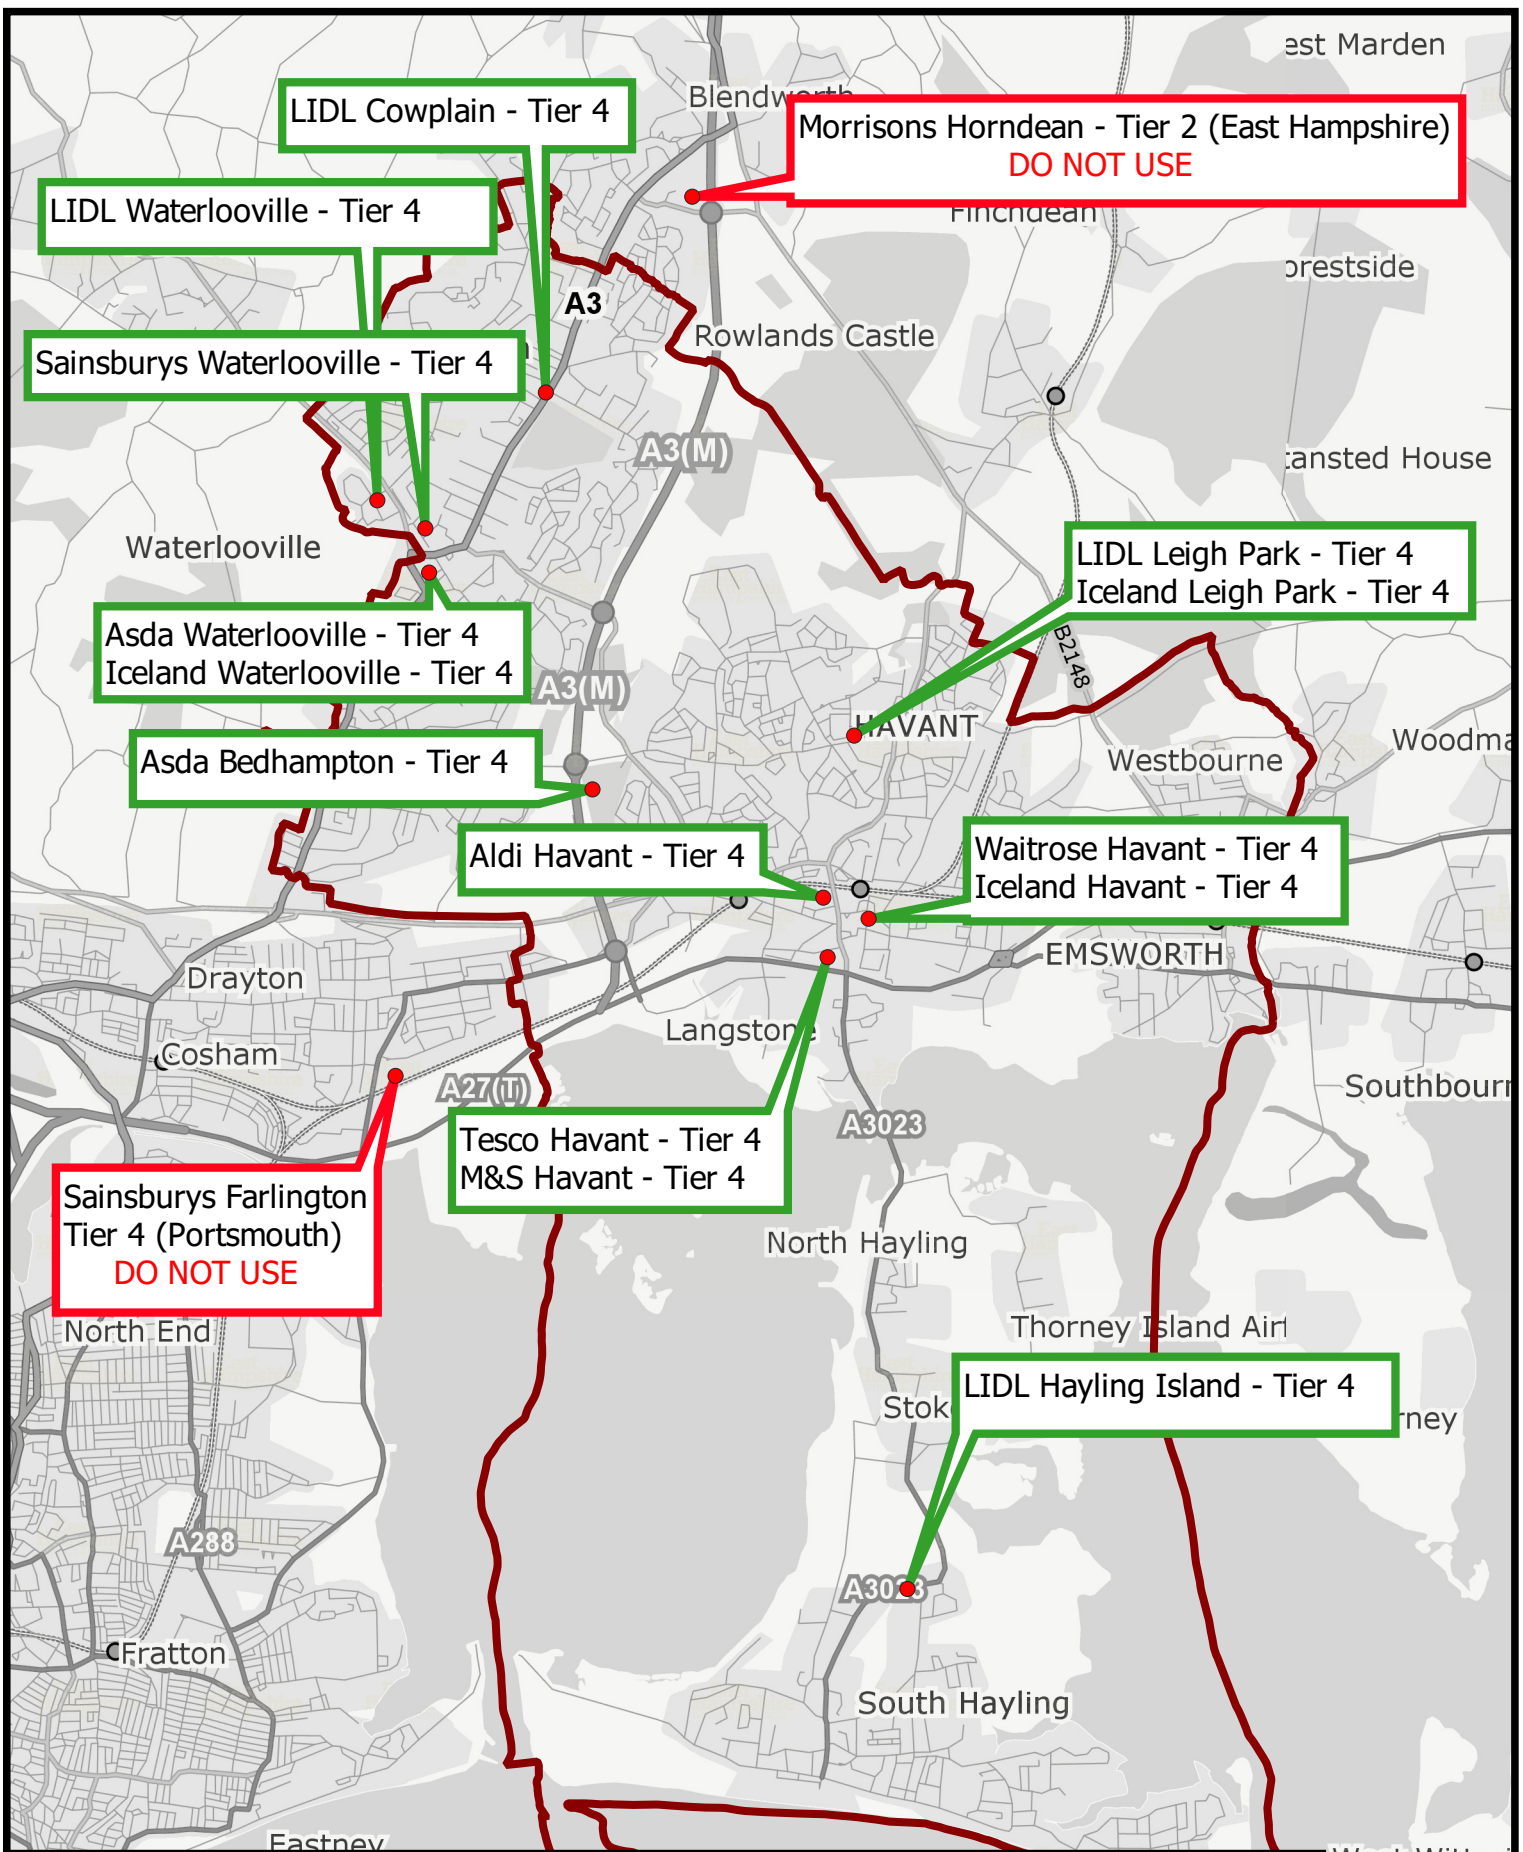 est Marden
Blendworth
LIDL Cowplain - Tier 4
Morrisons Horndean - Tier 2 (East Hampshire)
DO NOT USE
LIDL Waterlooville - Tier 4
Finchdean
orestside
A3
Rowlands Castle
Sainsburys Waterlooville - Tier 4
A3(M)
tansted House
Waterlooville
LIDL Leigh Park - Tier 4
Iceland Leigh Park - Tier 4
Asda Waterlooville - Tier 4
Iceland Waterlooville - Tier 4
B2148
A3(M)
HAVANT
Woodma
Westbourne
Asda Bedhampton - Tier 4
Aldi Havant - Tier 4
Waitrose Havant - Tier 4
Iceland Havant - Tier 4
EMSWORTH
Drayton
Langstone
Cosham
A27(T)
Southbourn
A3023
Tesco Havant - Tier 4
M&S Havant - Tier 4
Sainsburys Farlington
Tier 4 (Portsmouth)
DO NOT USE
North Hayling
North End
Thorney Island Airf
LIDL Hayling Island - Tier 4
Stok
rney
A288
A3023
Fratton
South Hayling
Eastney